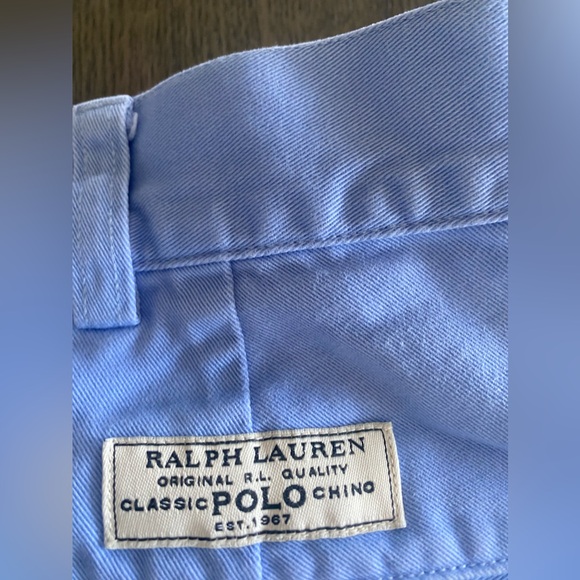 RALPH LAUREN
ORIGINAL R.L. QUALITY
CLASSIC POLO CHINO
EST. 1967